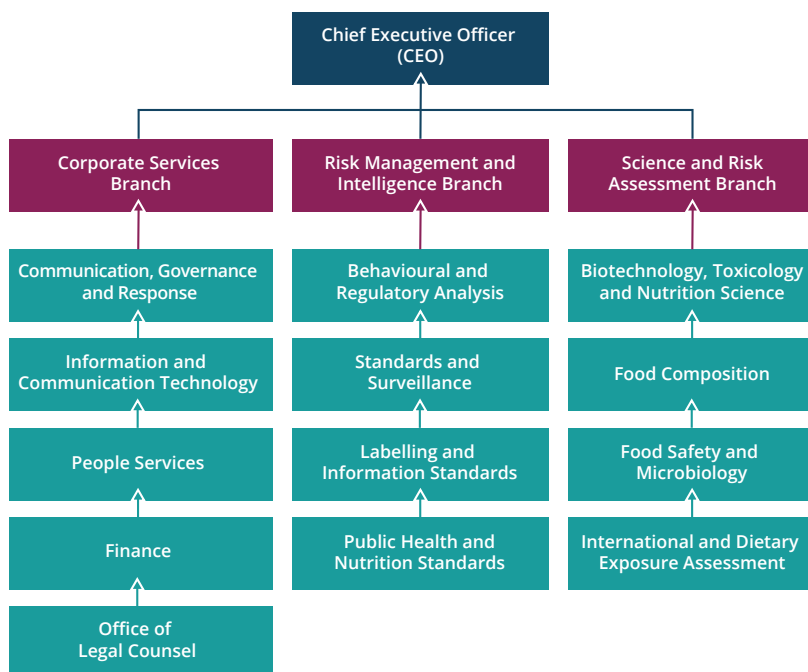 Chief Executive Officer
(CEO)
Corporate Services
Branch
Risk Management and
Intelligence Branch
Science and Risk
Assessment Branch
Communication, Governance
and Response
Behavioural and
Regulatory Analysis
Biotechnology, Toxicology
and Nutrition Science
Information and
Communication Technology
Standards and
Surveillance
Food Composition
People Services
Labelling and
Information Standards
Food Safety and
Microbiology
Finance
Public Health and
Nutrition Standards
International and Dietary
Exposure Assessment
Office of
Legal Counsel